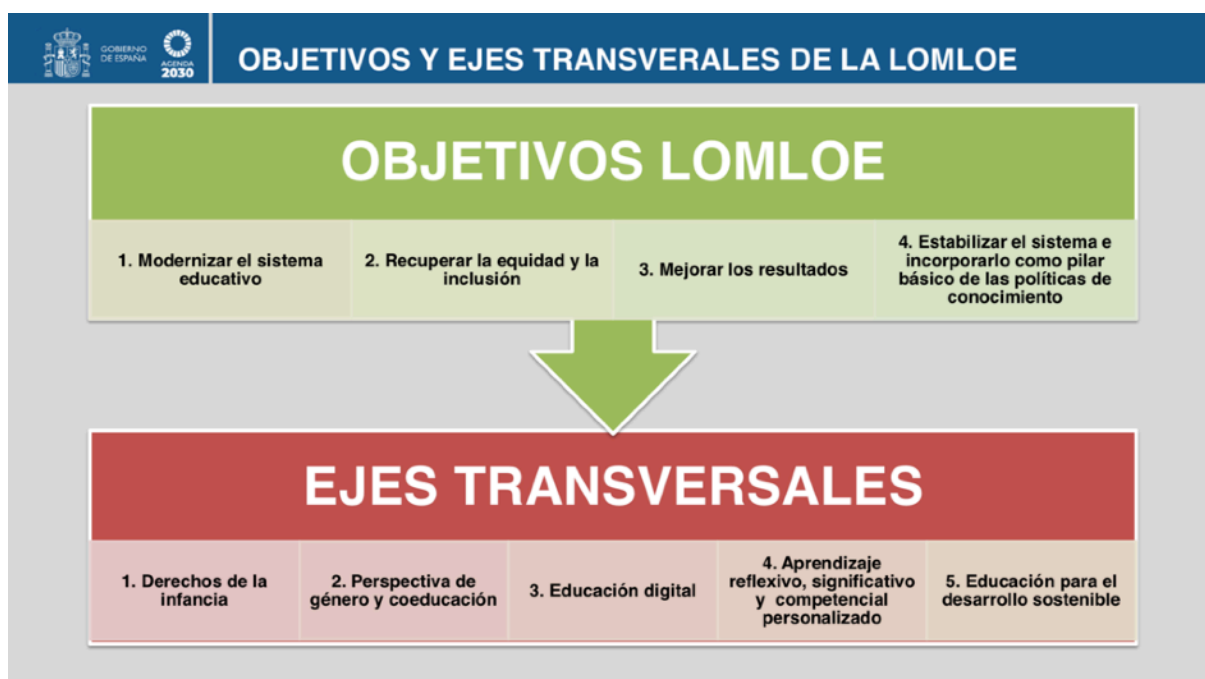 GOBIERNO
DE ESPAÑA
AGENDA
2030
OBJETIVOS Y EJES TRANSVERALES DE LA LOMLOE
OBJETIVOS LOMLOE
1. Modernizar el sistema
educativo
2. Recuperar la equidad y la
inclusión
3. Mejorar los resultados
4. Estabilizar el sistema e
incorporarlo como pilar
básico de las políticas de
conocimiento
EJES TRANSVERSALES
1. Derechos de la
infancia
2. Perspectiva de
género y coeducación
3. Educación digital
4. Aprendizaje
reflexivo, significativo
y competencial
personalizado
5. Educación para el
desarrollo sostenible